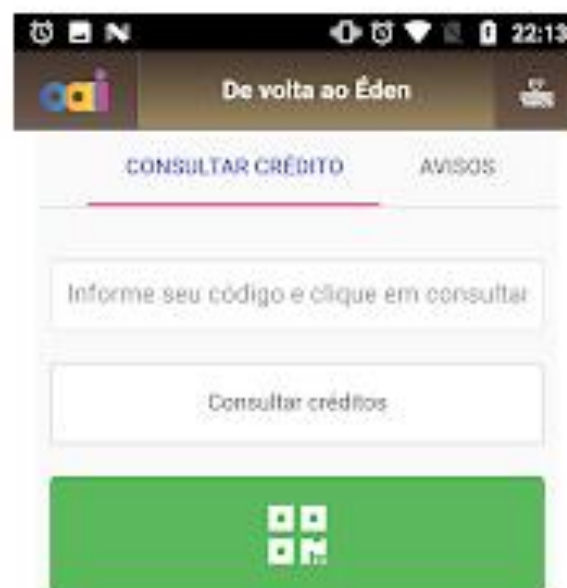 22:13
oai De volta ao Éden
CONSULTAR CRÉDITO AVISOS
Informe seu código e clique em consultar
Consultar créditos